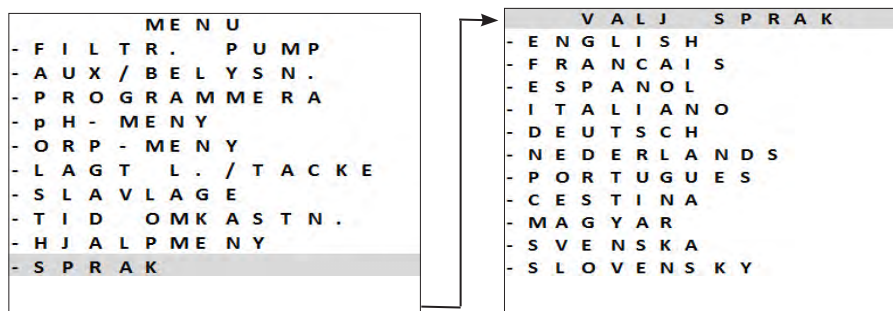 MENU
- FILTR. PUMP
- AUX/BELYSN.
- PROGRAMMERA
- pH- MENY
- ORP-MENY
- LAGT L./TACKE
- SLAVLAGE
- TID OMKASTN.
- HJALPMENY
- SPRAK
VALJ SPRAK
- ENGLISH
- FRANCAIS
- ESPANOL
- ITALIANO
- DEUTSCH
- NEDERLANDS
- PORTUGUES
- CESTINA
- MAGYAR
- SVENSKA
- SLOVENSKY